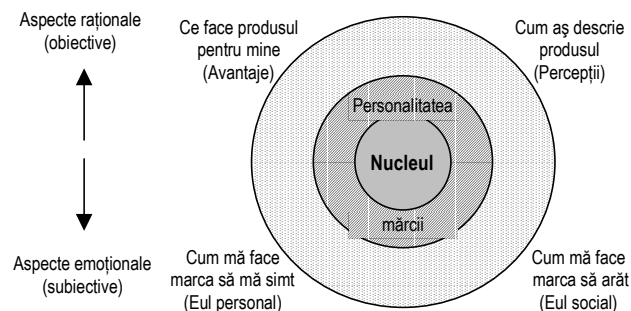 Aspecte raționale
(obiective)
Ce face produsul
pentru mine
(Avantaje)
Cum aş descrie
produsul
(Percepții)
Personalitatea
Nucleul
mărcii
Aspecte emoționale
(subiective)
Cum mă face
marca să mă simt
(Eul personal)
Cum mă face
marca să arăt
(Eul social)